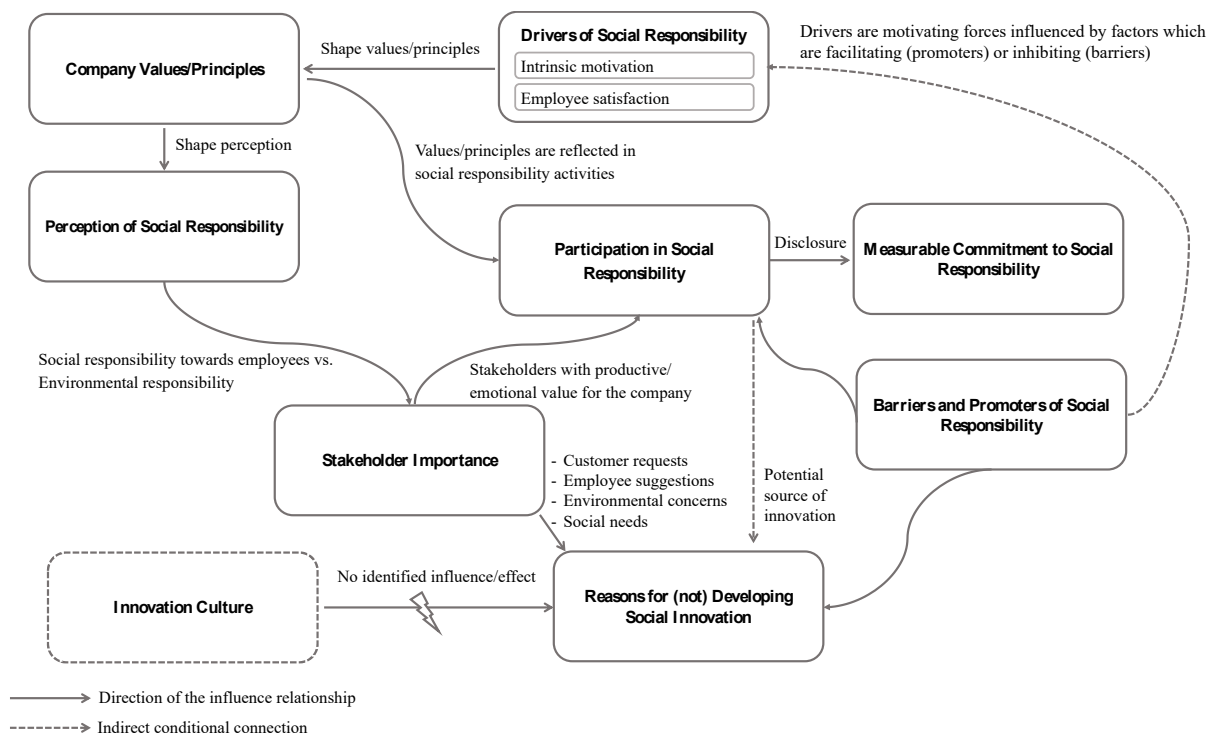 Drivers of Social Responsibility
Intrinsic motivation
Employee satisfaction
Shape values/principles
Company Values/Principles
Drivers are motivating forces influenced by factors which
are facilitating (promoters) or inhibiting (barriers)
Shape perception
Values/principles are reflected in
social responsibility activities
Perception of Social Responsibility
Participation in Social
Responsibility
Disclosure
Measurable Commitment to Social
Responsibility
Social responsibility towards employees vs.
Environmental responsibility
Stakeholders with productive/
emotional value for the company
Barriers and Promoters of Social
Responsibility
Stakeholder Importance
- Customer requests
- Employee suggestions
- Environmental concerns
- Social needs
Potential
source of
innovation
Innovation Culture
No identified influence/effect
Reasons for (not) Developing
Social Innovation
Direction of the influence relationship
Indirect conditional connection